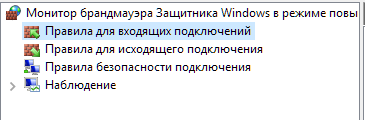 Монитор брандмауэра Защитника Windows в режиме повы
Правила для входящих подключений
Правила для исходящего подключения
Правила безопасности подключения
Наблюдение